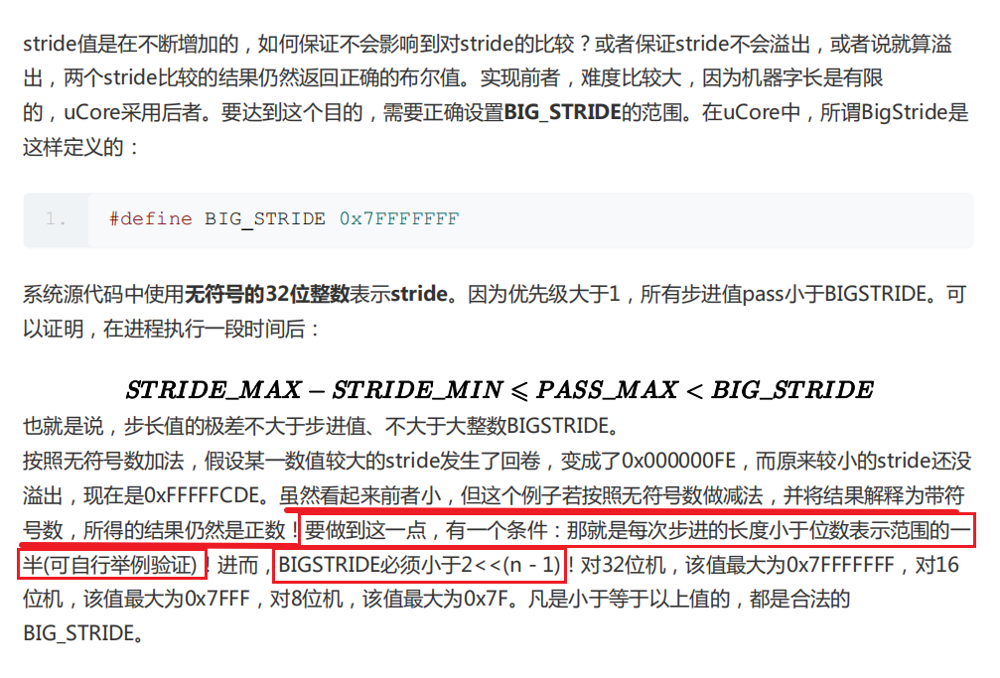 stride值是在不断增加的，如何保证不会影响到对stride的比较？或者保证stride不会溢出，或者说就算溢
出，两个stride比较的结果仍然返回正确的布尔值。实现前者，难度比较大，因为机器字长是有限
的，uCore采用后者。要达到这个目的，需要正确设置BIG_STRIDE的范围。在uCore中，所谓BigStride是
这样定义的：
1. #define BIG_STRIDE 0x7FFFFFFF
系统源代码中使用无符号的32位整数表示stride。因为优先级大于1，所有步进值pass小于BIGSTRIDE。可
以证明，在进程执行一段时间后：
STRIDE_MAX − STRIDE_MIN ⩽ PASS_MAX < BIG_STRIDE
也就是说，步长值的极差不大于步进值、不大于大整数BIGSTRIDE。
按照无符号数加法，假设某一数值较大的stride发生了回卷，变成了0x000000FE，而原来较小的stride还没
溢出，现在是0xFFFFFCDE。虽然看起来前者小，但这个例子若按照无符号数做减法，并将结果解释为带符
号数，所得的结果仍然是正数！要做到这一点，有一个条件：那就是每次步进的长度小于位数表示范围的一
半(可自行举例验证)！进而，BIGSTRIDE必须小于2<<(n - 1)！对32位机，该值最大为0x7FFFFFFF，对16
位机，该值最大为0x7FFF，对8位机，该值最大为0x7F。凡是小于等于以上值的，都是合法的
BIG_STRIDE。